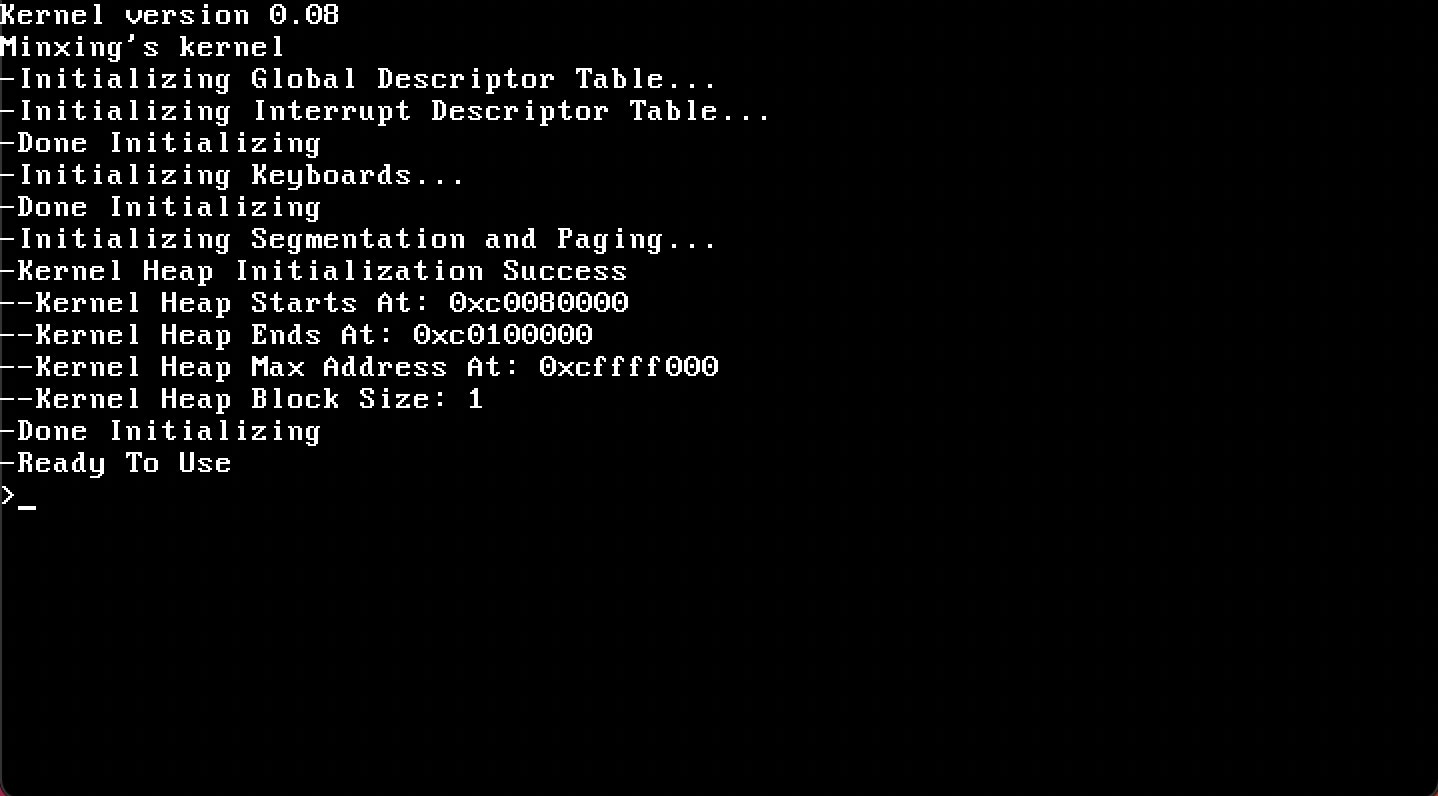 Kernel version 0.08
Minxing's kernel
-Initializing Global Descriptor Table...
-Initializing Interrupt Descriptor Table...
-Done Initializing
-Initializing Keyboards...
-Done Initializing
-Initializing Segmentation and Paging...
-Kernel Heap Initialization Success
--Kernel Heap Starts At: 0xc0080000
--Kernel Heap Ends At: 0xc0100000
--Kernel Heap Max Address At: 0xcffff000
--Kernel Heap Block Size: 1
-Done Initializing
-Ready To Use
>_